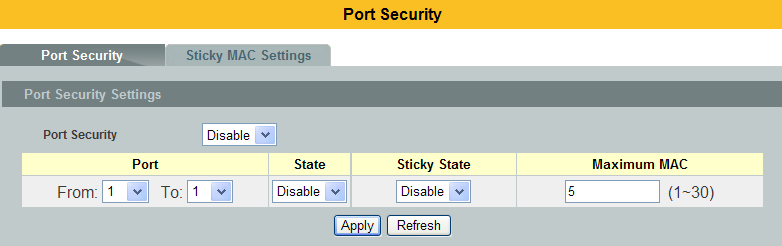 Port Security
Port Security Sticky MAC Settings
Port Security Settings
Port Security Disable
Port State Sticky State Maximum MAC
From: 1 To: 1 Disable Disable 5 (1~30)
Apply Refresh